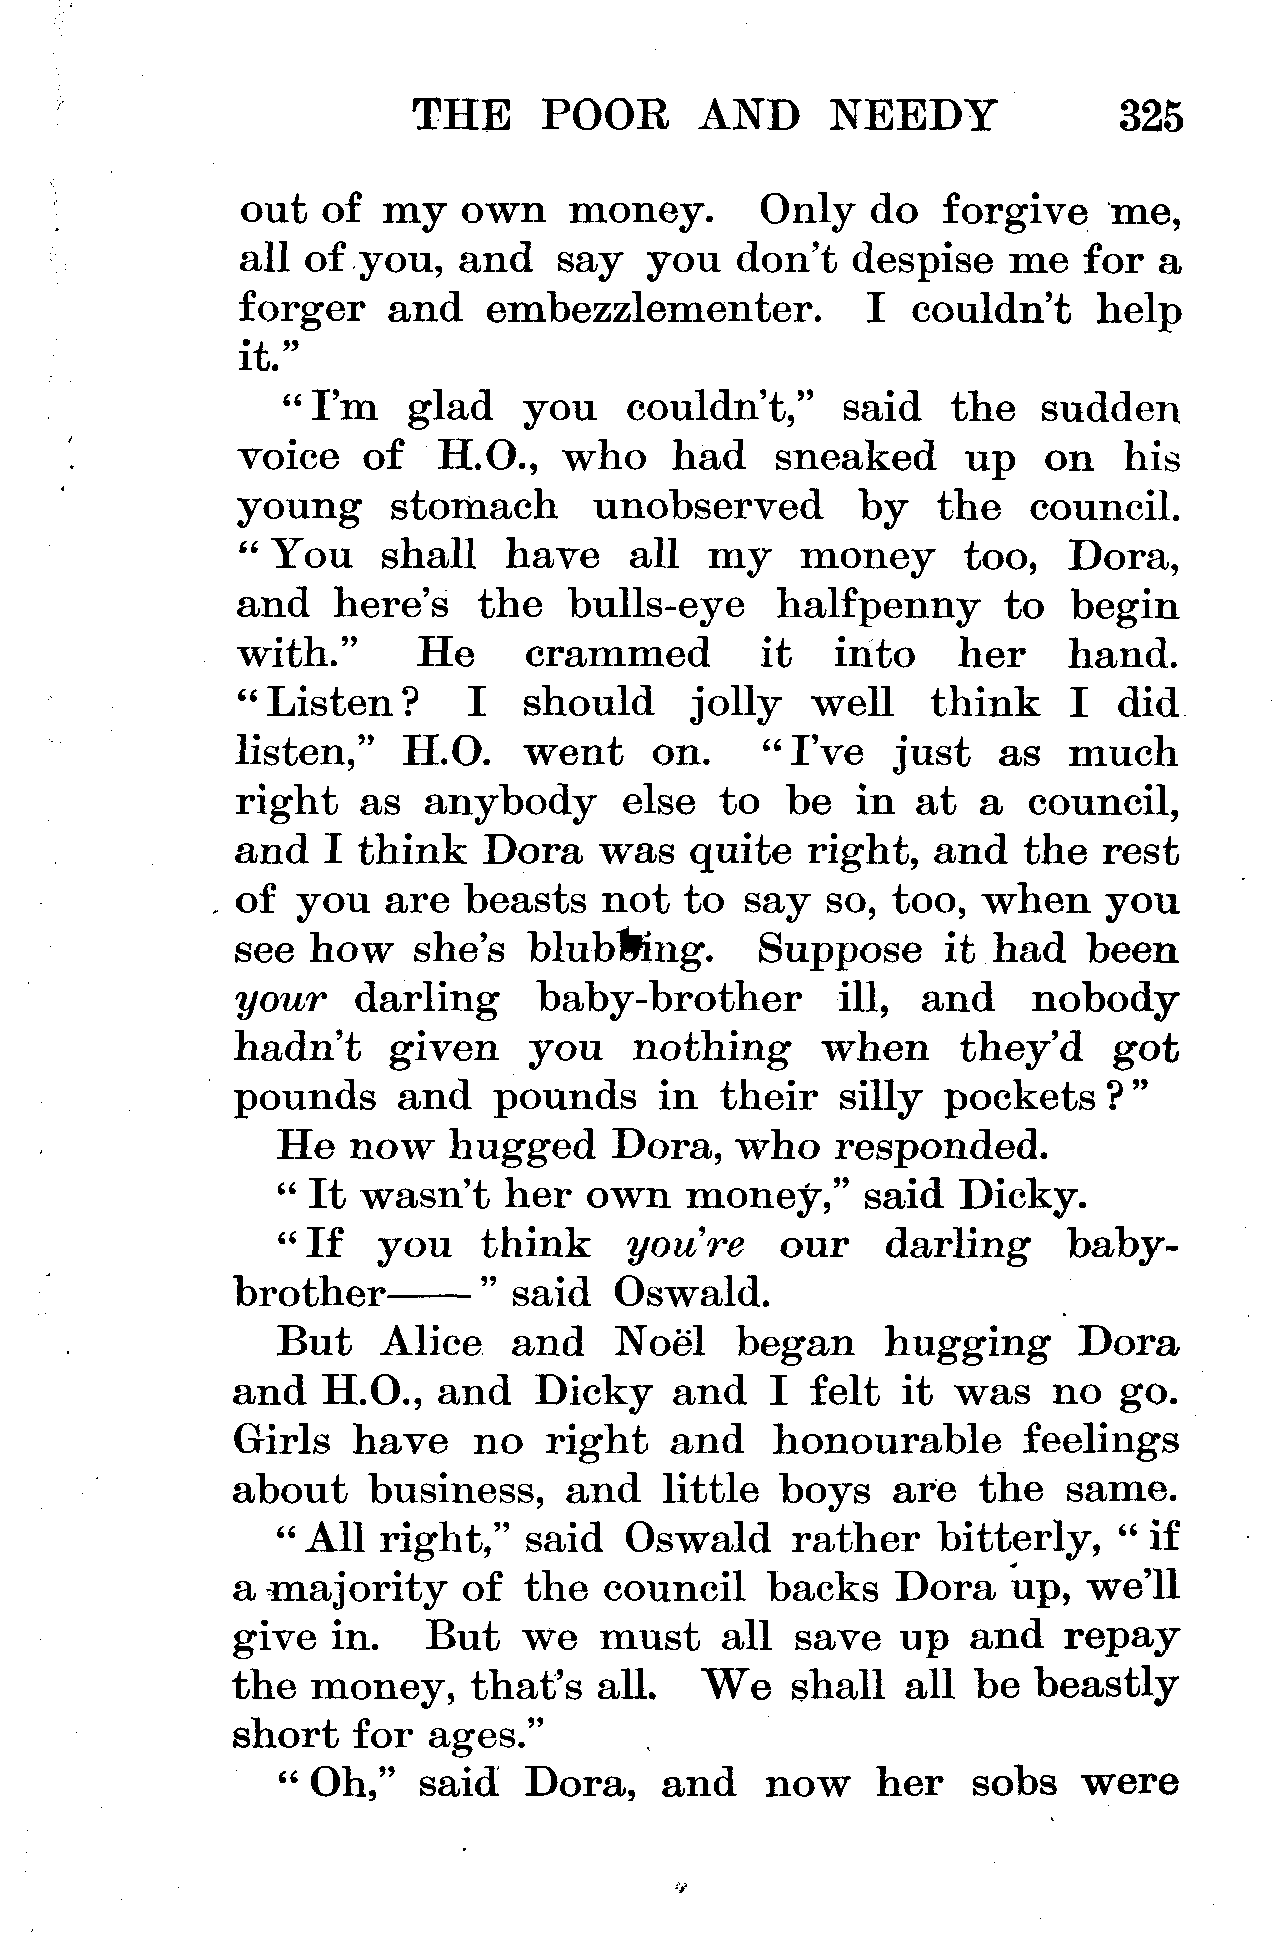 THE POOR AND NEEDY 325
out of my own money. Only do forgive me,
all of you, and say you don't despise me for a
forger and embezzlementer. I couldn't help
it."
"I'm glad you couldn't," said the sudden
voice of H.O., who had sneaked up on his
young stomach unobserved by the council.
"You shall have all my money too, Dora,
and here's the bulls-eye halfpenny to begin
with." He crammed it into her hand.
"Listen? I should jolly well think I did
listen," H.O. went on. "I've just as much
right as anybody else to be in at a council,
and I think Dora was quite right, and the rest
of you are beasts not to say so, too, when you
see how she's blubbing. Suppose it had been
your darling baby-brother ill, and nobody
hadn't given you nothing when they'd got
pounds and pounds in their silly pockets?"
He now hugged Dora, who responded.
"It wasn't her own money," said Dicky.
"If you think you're our darling baby-
brother——" said Oswald.
But Alice and Noël began hugging Dora
and H.O., and Dicky and I felt it was no go.
Girls have no right and honourable feelings
about business, and little boys are the same.
"All right," said Oswald rather bitterly, "if
a majority of the council backs Dora up, we'll
give in. But we must all save up and repay
the money, that's all. We shall all be beastly
short for ages."
"Oh," said Dora, and now her sobs were